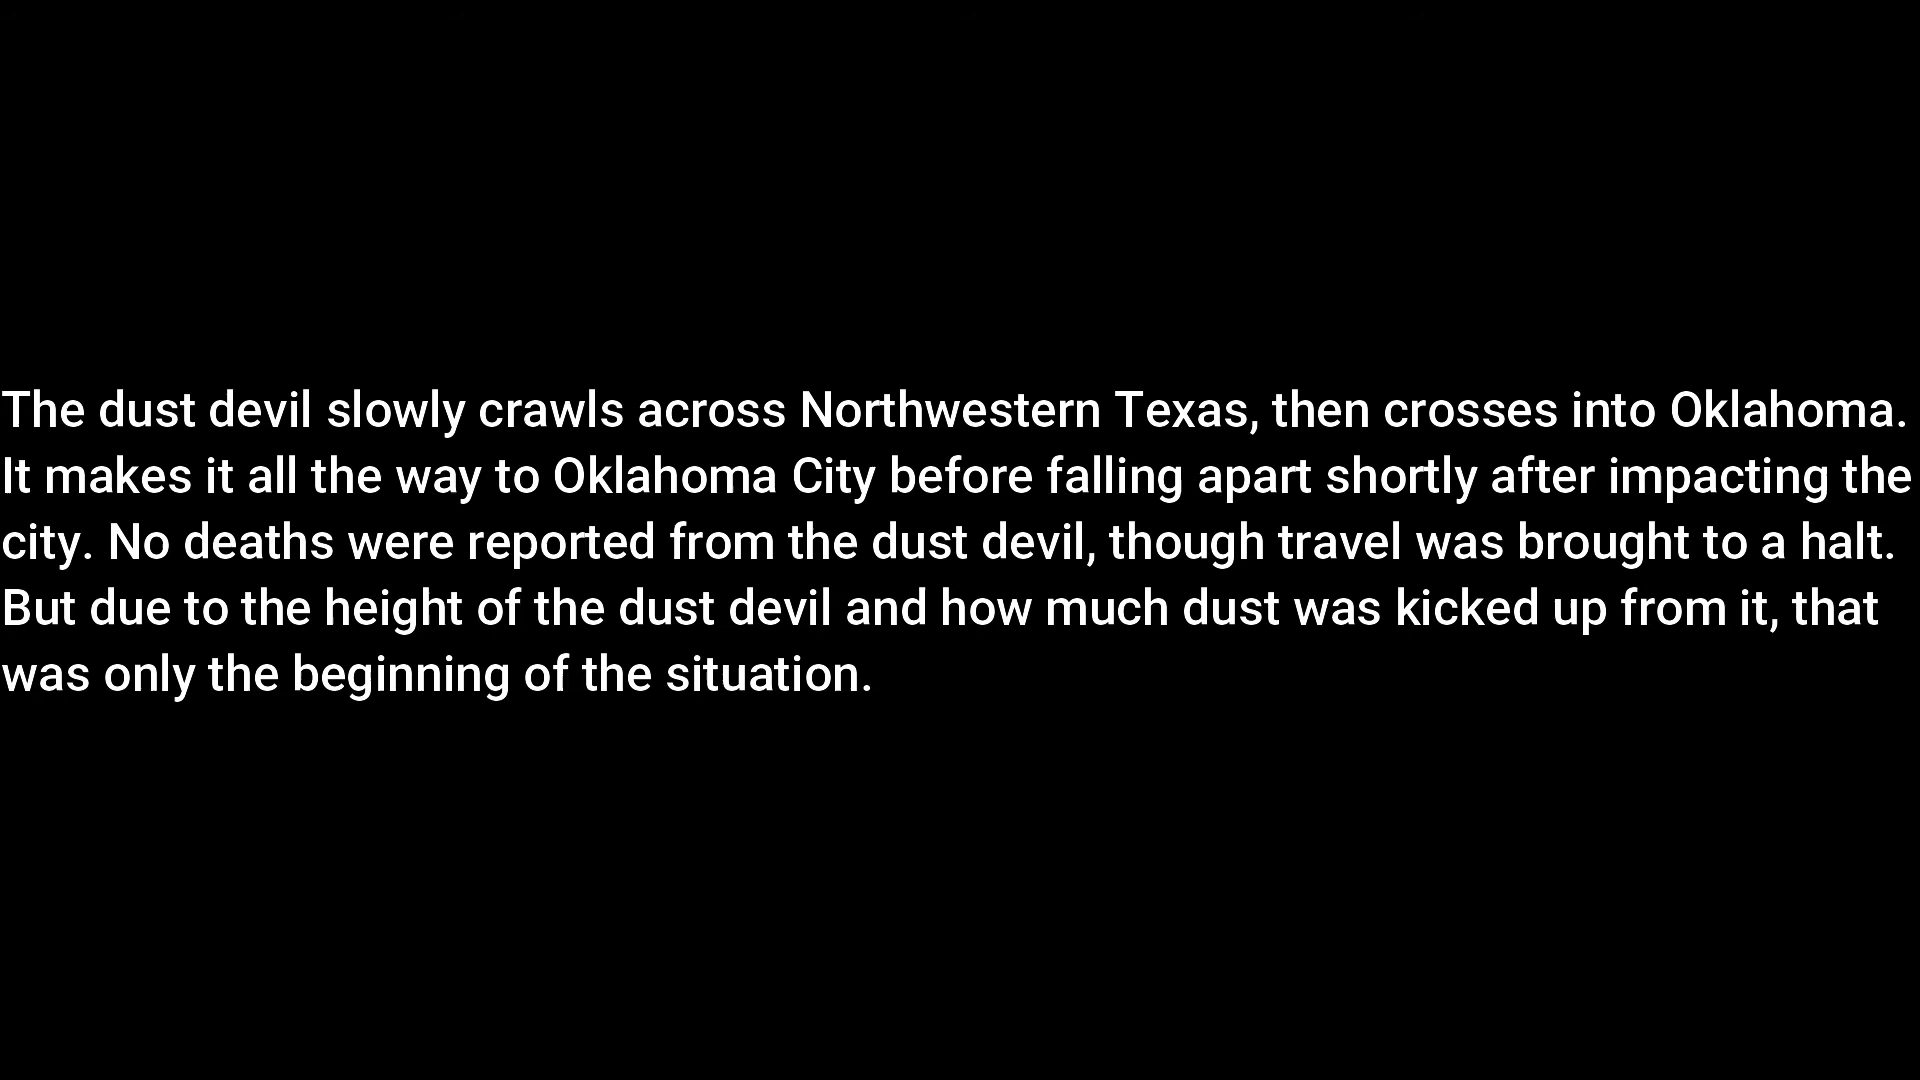 The dust devil slowly crawls across Northwestern Texas, then crosses into Oklahoma.
It makes it all the way to Oklahoma City before falling apart shortly after impacting the
city. No deaths were reported from the dust devil, though travel was brought to a halt.
But due to the height of the dust devil and how much dust was kicked up from it, that
was only the beginning of the situation.